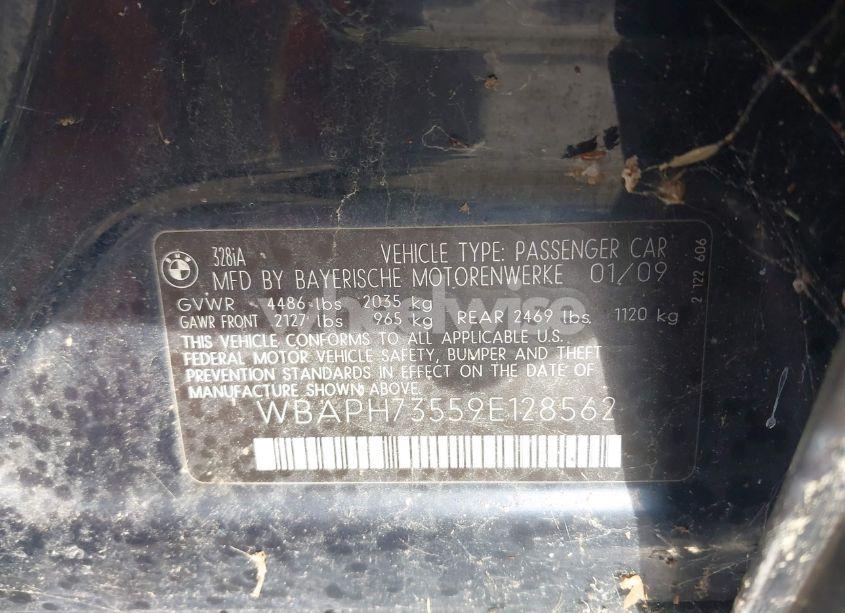 BMW
328iA VEHICLE TYPE: PASSENGER CAR
MFD BY BAYERISCHE MOTORENWERKE 01/09
GVWR 4486 lbs 2035 kg
GAWR FRONT 2127 lbs 965 kg REAR 2469 lbs. 1120 kg
THIS VEHICLE CONFORMS TO ALL APPLICABLE U.S.
FEDERAL MOTOR VEHICLE SAFETY, BUMPER AND THEFT
PREVENTION STANDARDS IN EFFECT ON THE DATE OF
MANUFACTURE SHOWN ABOVE.
WBAPH73559E128562
2 122 606